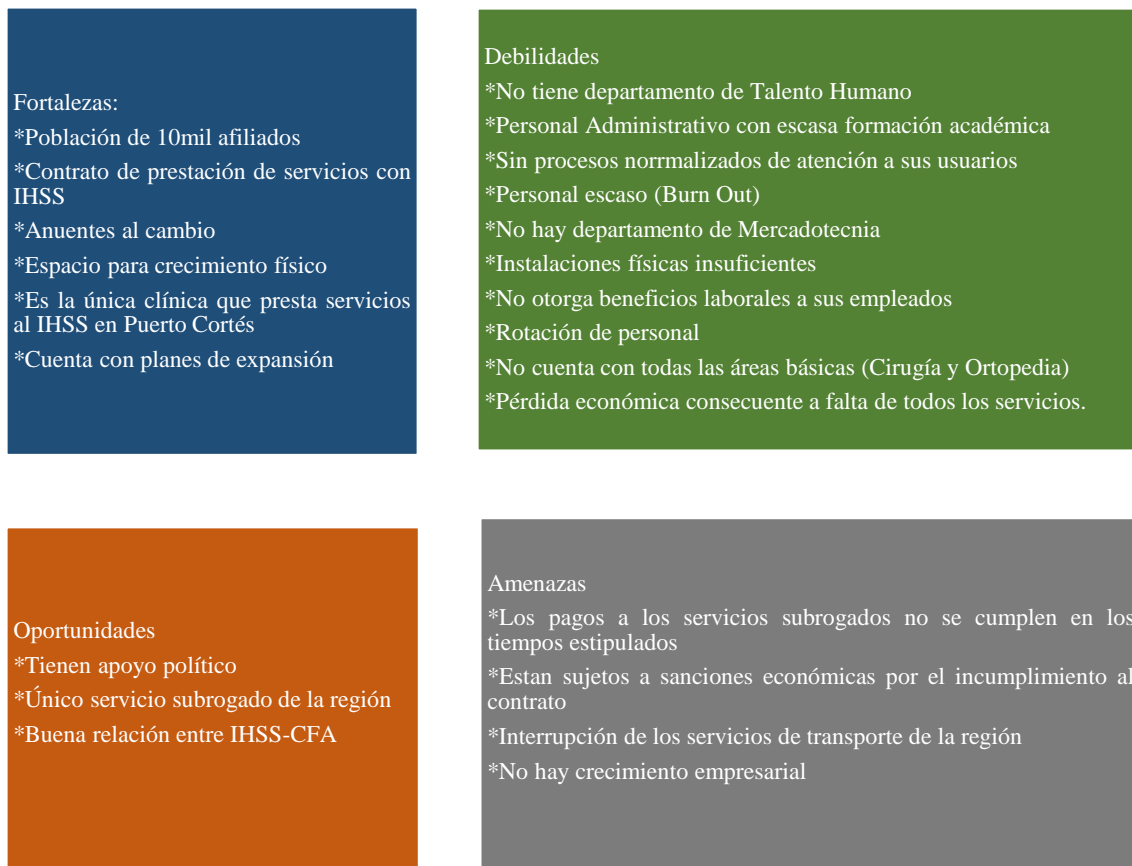 Fortalezas:
*Población de 10mil afiliados
*Contrato de prestación de servicios con
IHSS
*Anuentes al cambio
*Espacio para crecimiento físico
*Es la única clínica que presta servicios
al IHSS en Puerto Cortés
*Cuenta con planes de expansión
Debilidades
*No tiene departamento de Talento Humano
*Personal Administrativo con escasa formación académica
*Sin procesos norrmalizados de atención a sus usuarios
*Personal escaso (Burn Out)
*No hay departamento de Mercadotecnia
*Instalaciones físicas insuficientes
*No otorga beneficios laborales a sus empleados
*Rotación de personal
*No cuenta con todas las áreas básicas (Cirugía y Ortopedia)
*Pérdida económica consecuente a falta de todos los servicios.
Oportunidades
*Tienen apoyo político
*Único servicio subrogado de la región
*Buena relación entre IHSS-CFA
Amenazas
*Los pagos a los servicios subrogados no se cumplen en los
tiempos estipulados
*Estan sujetos a sanciones económicas por el incumplimiento al
contrato
*Interrupción de los servicios de transporte de la región
*No hay crecimiento empresarial